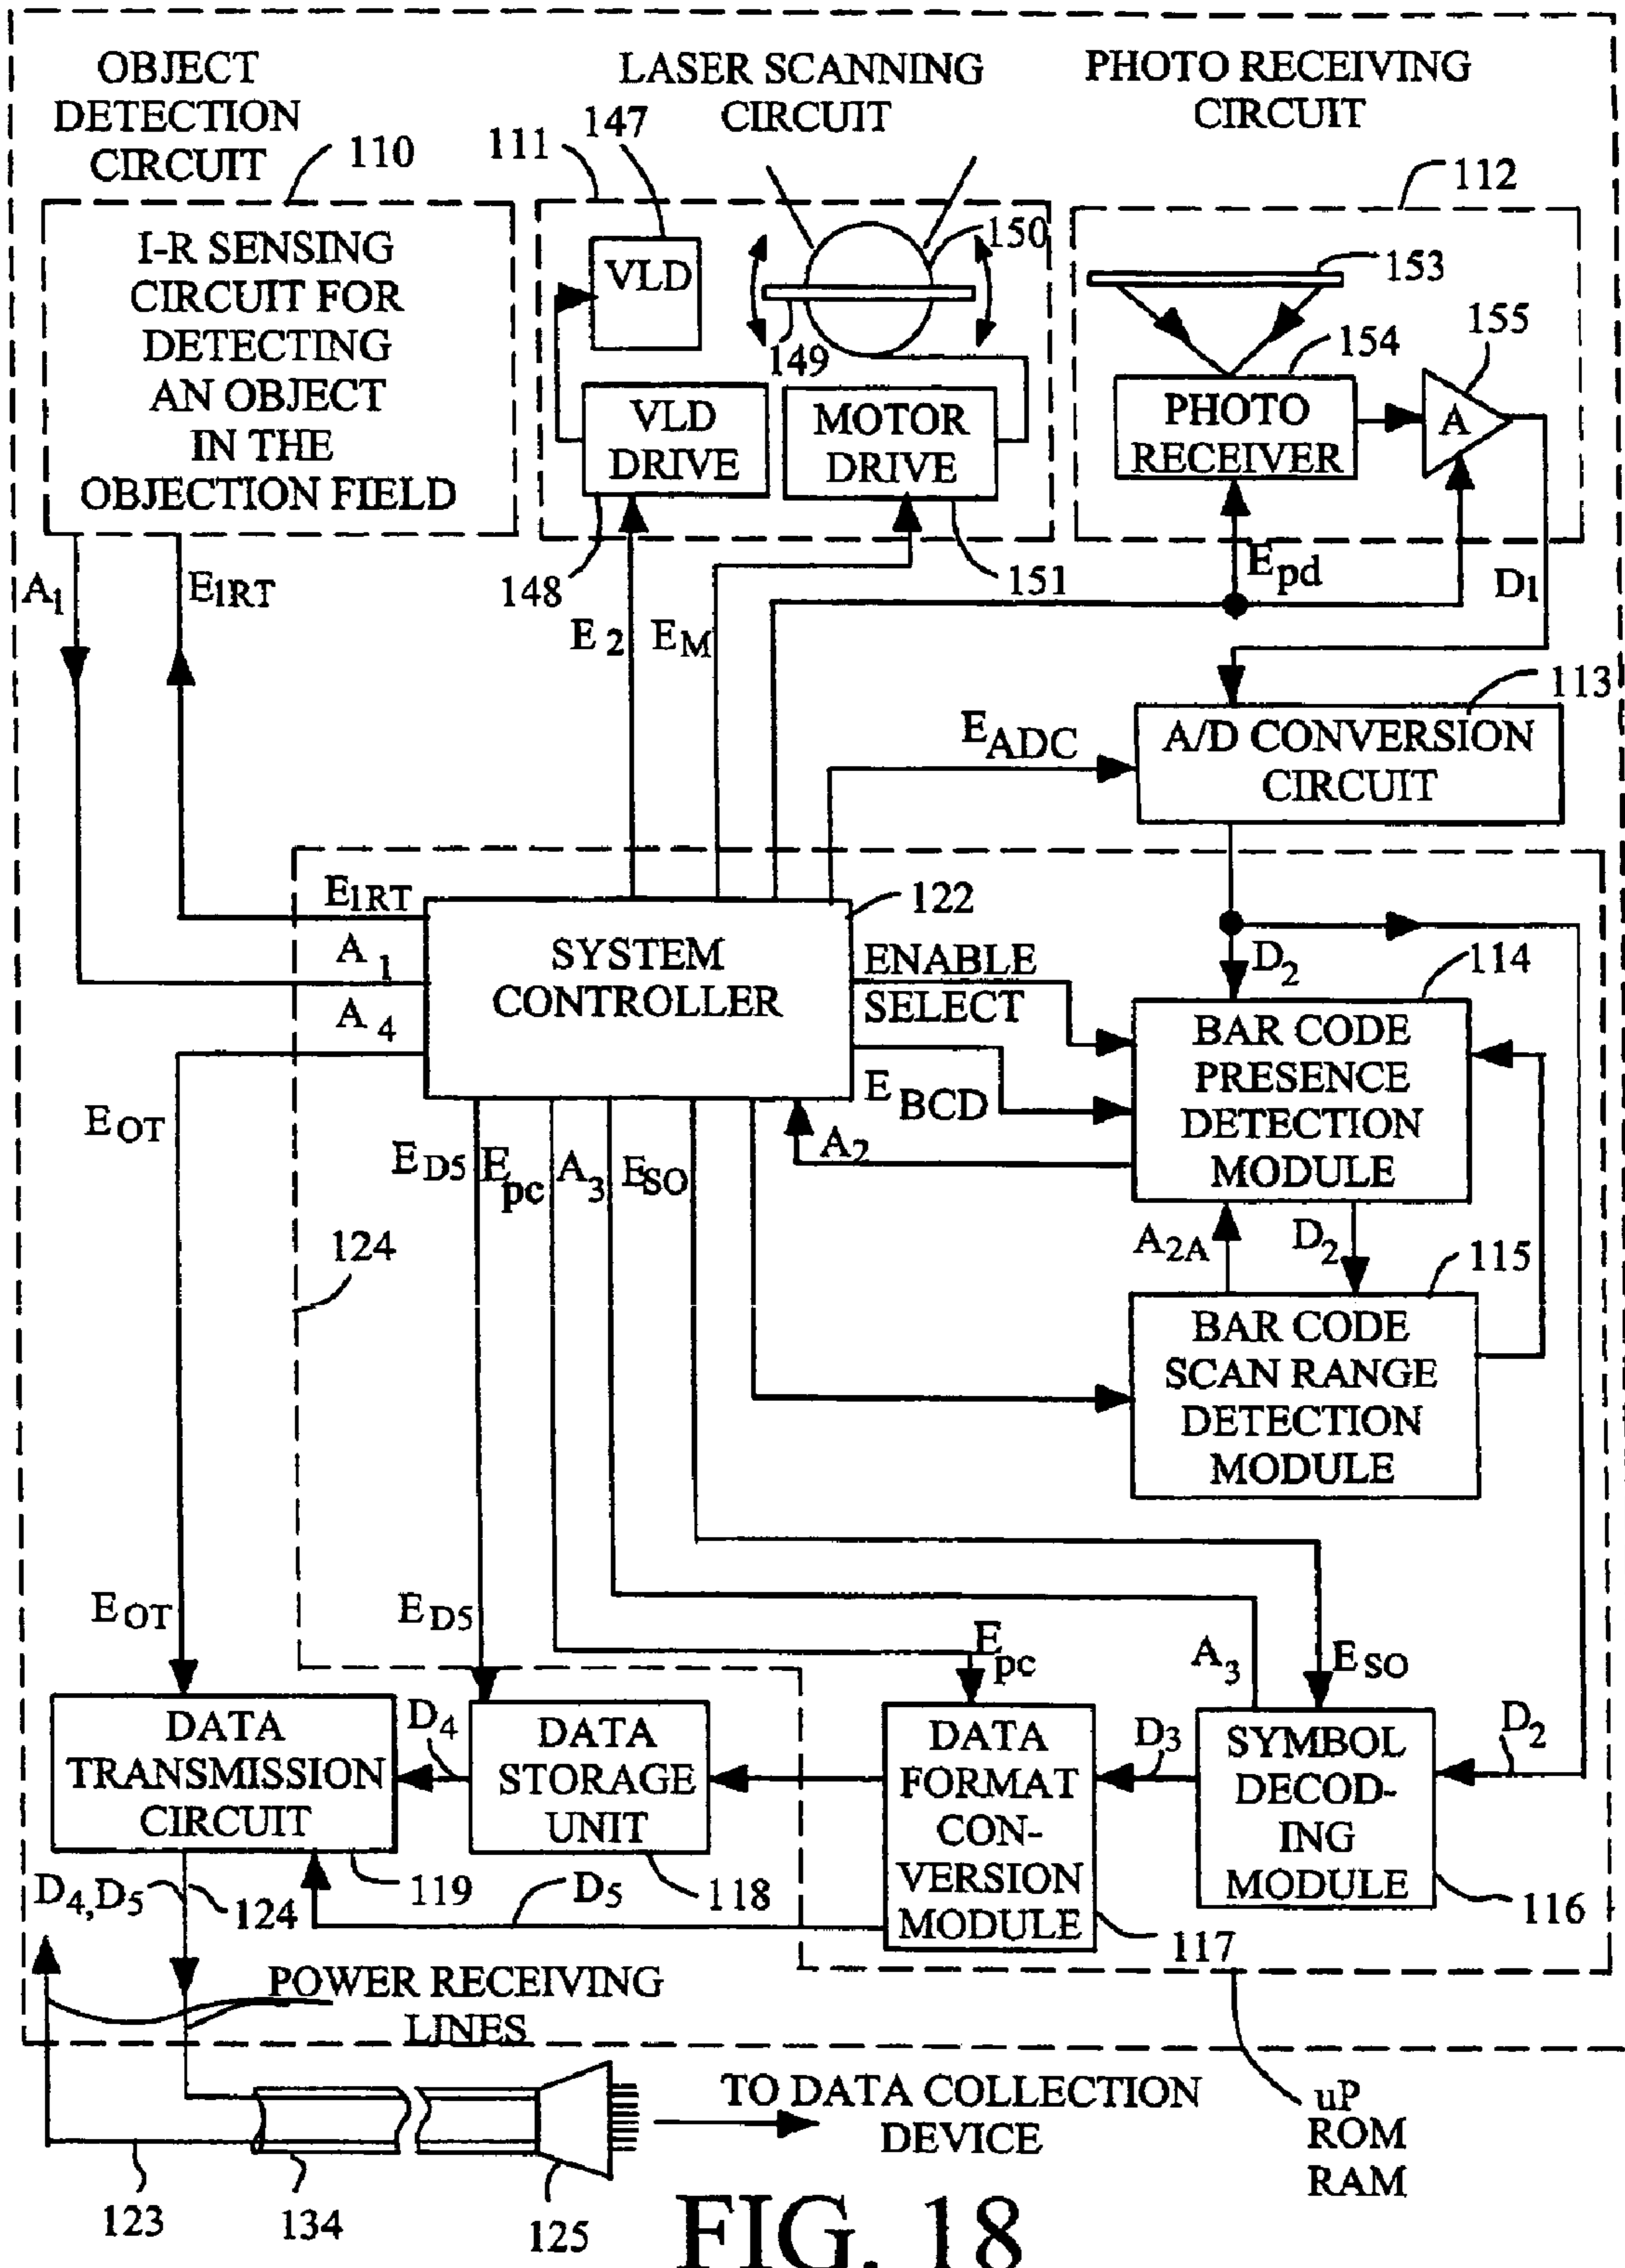 OBJECT
DETECTION
CIRCUIT
110
LASER SCANNING
CIRCUIT
147
111
PHOTO RECEIVING
CIRCUIT
112
I-R SENSING
CIRCUIT FOR
DETECTING
AN OBJECT
IN THE
OBJECTION FIELD
VLD
150
149
VLD
DRIVE
MOTOR
DRIVE
148
151
153
154
155
PHOTO
RECEIVER
A
A1
EIRT
E2
EM
Epd
D1
113
EADC
A/D CONVERSION
CIRCUIT
EIRT
A1
A4
122
SYSTEM
CONTROLLER
ENABLE
SELECT
EBCD
A2
D2
114
BAR CODE
PRESENCE
DETECTION
MODULE
EOT
ED5
Epc
A3
ESO
124
A2A
D2
115
BAR CODE
SCAN RANGE
DETECTION
MODULE
EOT
ED5
Epc
A3
ESO
D2
DATA
TRANSMISSION
CIRCUIT
D4
DATA
STORAGE
UNIT
DATA
FORMAT
CON-
VERSION
MODULE
D3
SYMBOL
DECOD-
ING
MODULE
D4,D5
124
119
D5
118
117
116
POWER RECEIVING
LINES
TO DATA COLLECTION
DEVICE
uP
ROM
RAM
123
134
125
FIG. 18